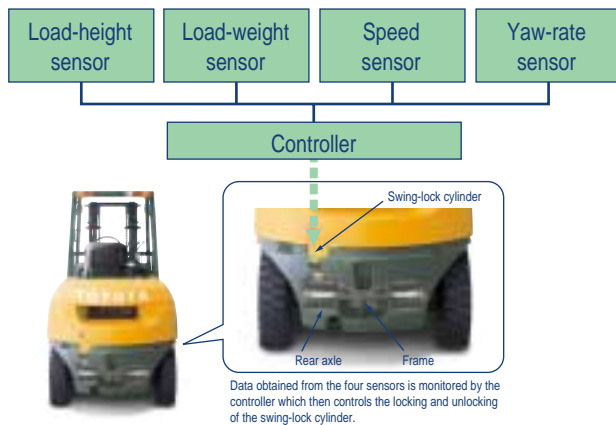 Load-height
sensor
Load-weight
sensor
Speed
sensor
Yaw-rate
sensor
Controller
Swing-lock cylinder
TOYOTA
Rear axle
Frame
Data obtained from the four sensors is monitored by the
controller which then controls the locking and unlocking
of the swing-lock cylinder.